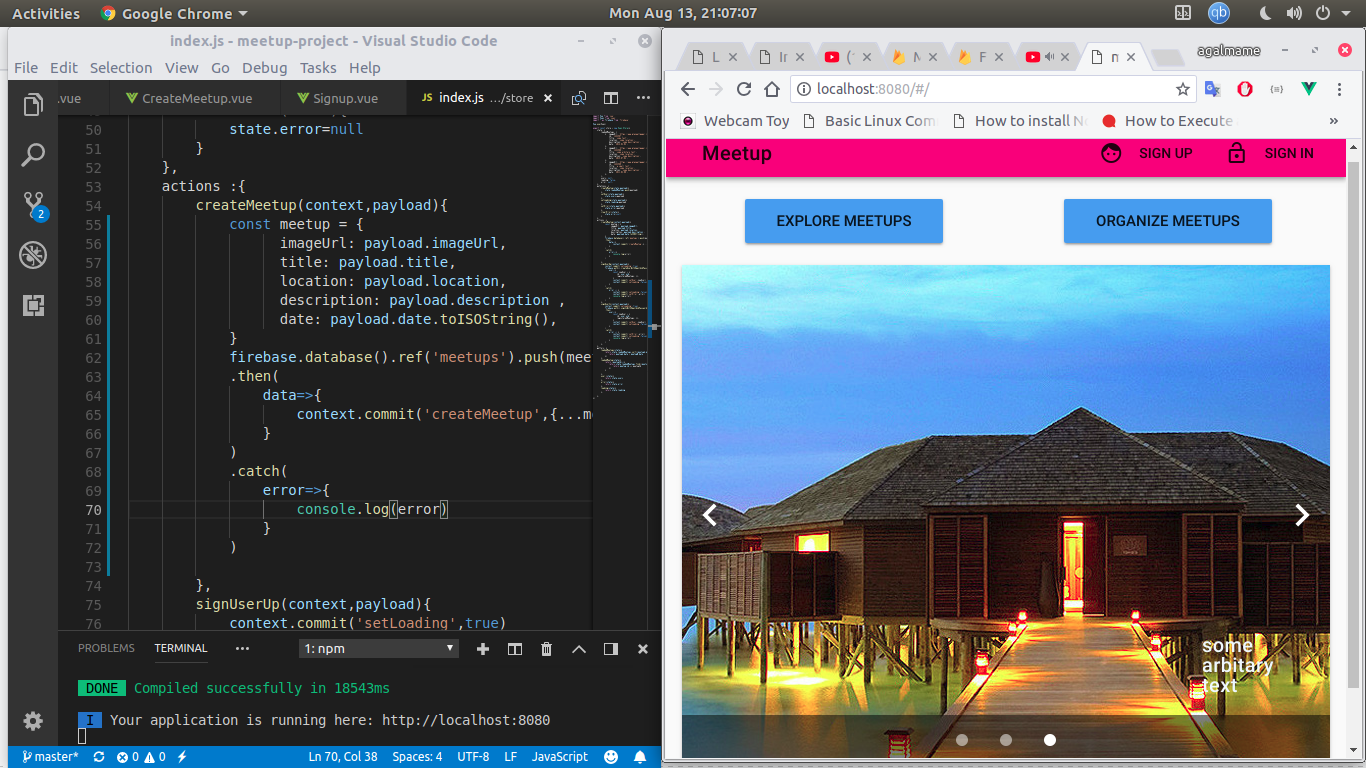 Activities
Google Chrome
Mon Aug 13, 21:07:07
qb
index.js - meetup-project - Visual Studio Code
File Edit Selection View Go Debug Tasks Help
.vue
CreateMeetup.vue
Signup.vue
JS index.js .../store
50 state.error=null
51 }
52 },
53 actions :{
54 createMeetup(context,payload){
55 const meetup = {
56 imageUrl: payload.imageUrl,
57 title: payload.title,
58 location: payload.location,
59 description: payload.description ,
60 date: payload.date.toISOString(),
61 }
62 firebase.database().ref('meetups').push(mee
63 .then(
64 data=>{
65 context.commit('createMeetup',{...m
66 }
67 )
68 .catch(
69 error=>{
70 console.log(error)
71 }
72 )
73
74 },
75 signUserUp(context,payload){
76 context.commit('setLoading',true)
2
PROBLEMS TERMINAL ... 1: npm
DONE Compiled successfully in 18543ms
I Your application is running here: http://localhost:8080
master* 0 0 Ln 70, Col 38 Spaces: 4 UTF-8 LF JavaScript
agalmame
localhost:8080/#/
Webcam Toy
Basic Linux Com
How to install No
How to Execute
»
Meetup
SIGN UP
SIGN IN
EXPLORE MEETUPS
ORGANIZE MEETUPS
some
arbitary
text